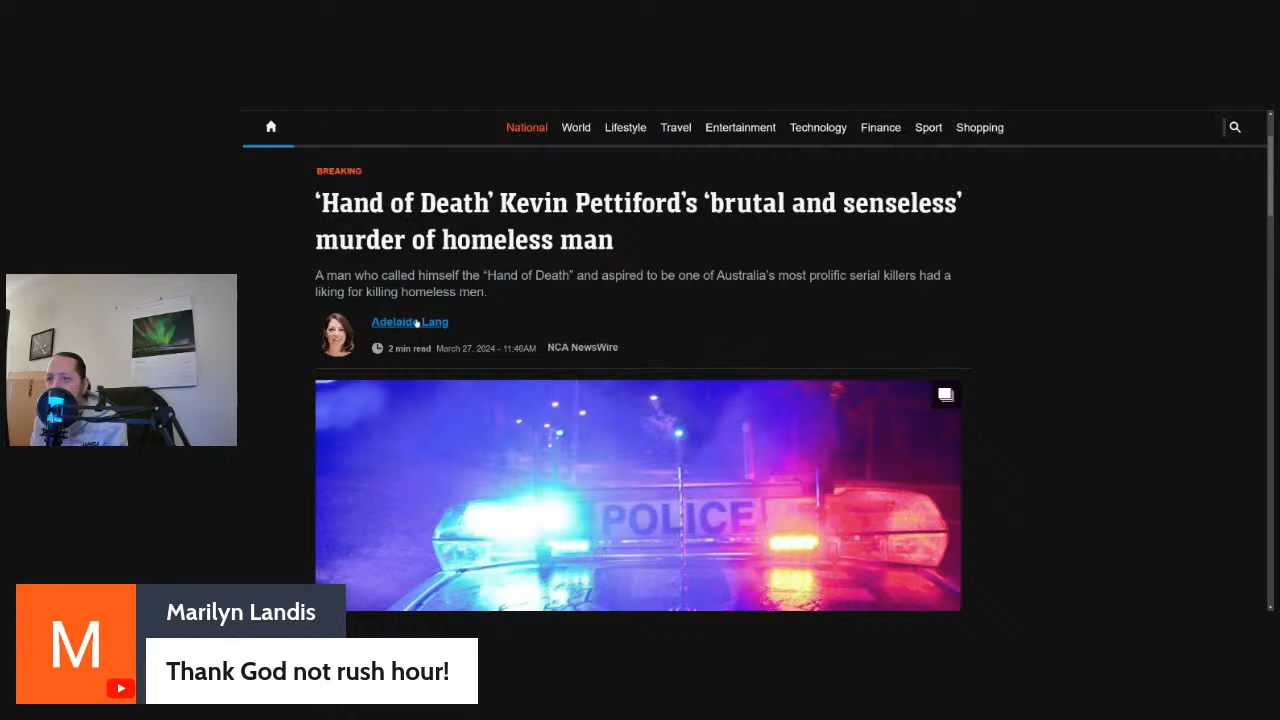 National World Lifestyle Travel Entertainment Technology Finance Sport Shopping
BREAKING
‘Hand of Death’ Kevin Pettiford’s ‘brutal and senseless’
murder of homeless man
A man who called himself the “Hand of Death” and aspired to be one of Australia’s most prolific serial killers had a
liking for killing homeless men.
Adelaide Lang
2 min read March 27, 2024 - 11:46AM NCA NewsWire
POLICE
M
Marilyn Landis
Thank God not rush hour!